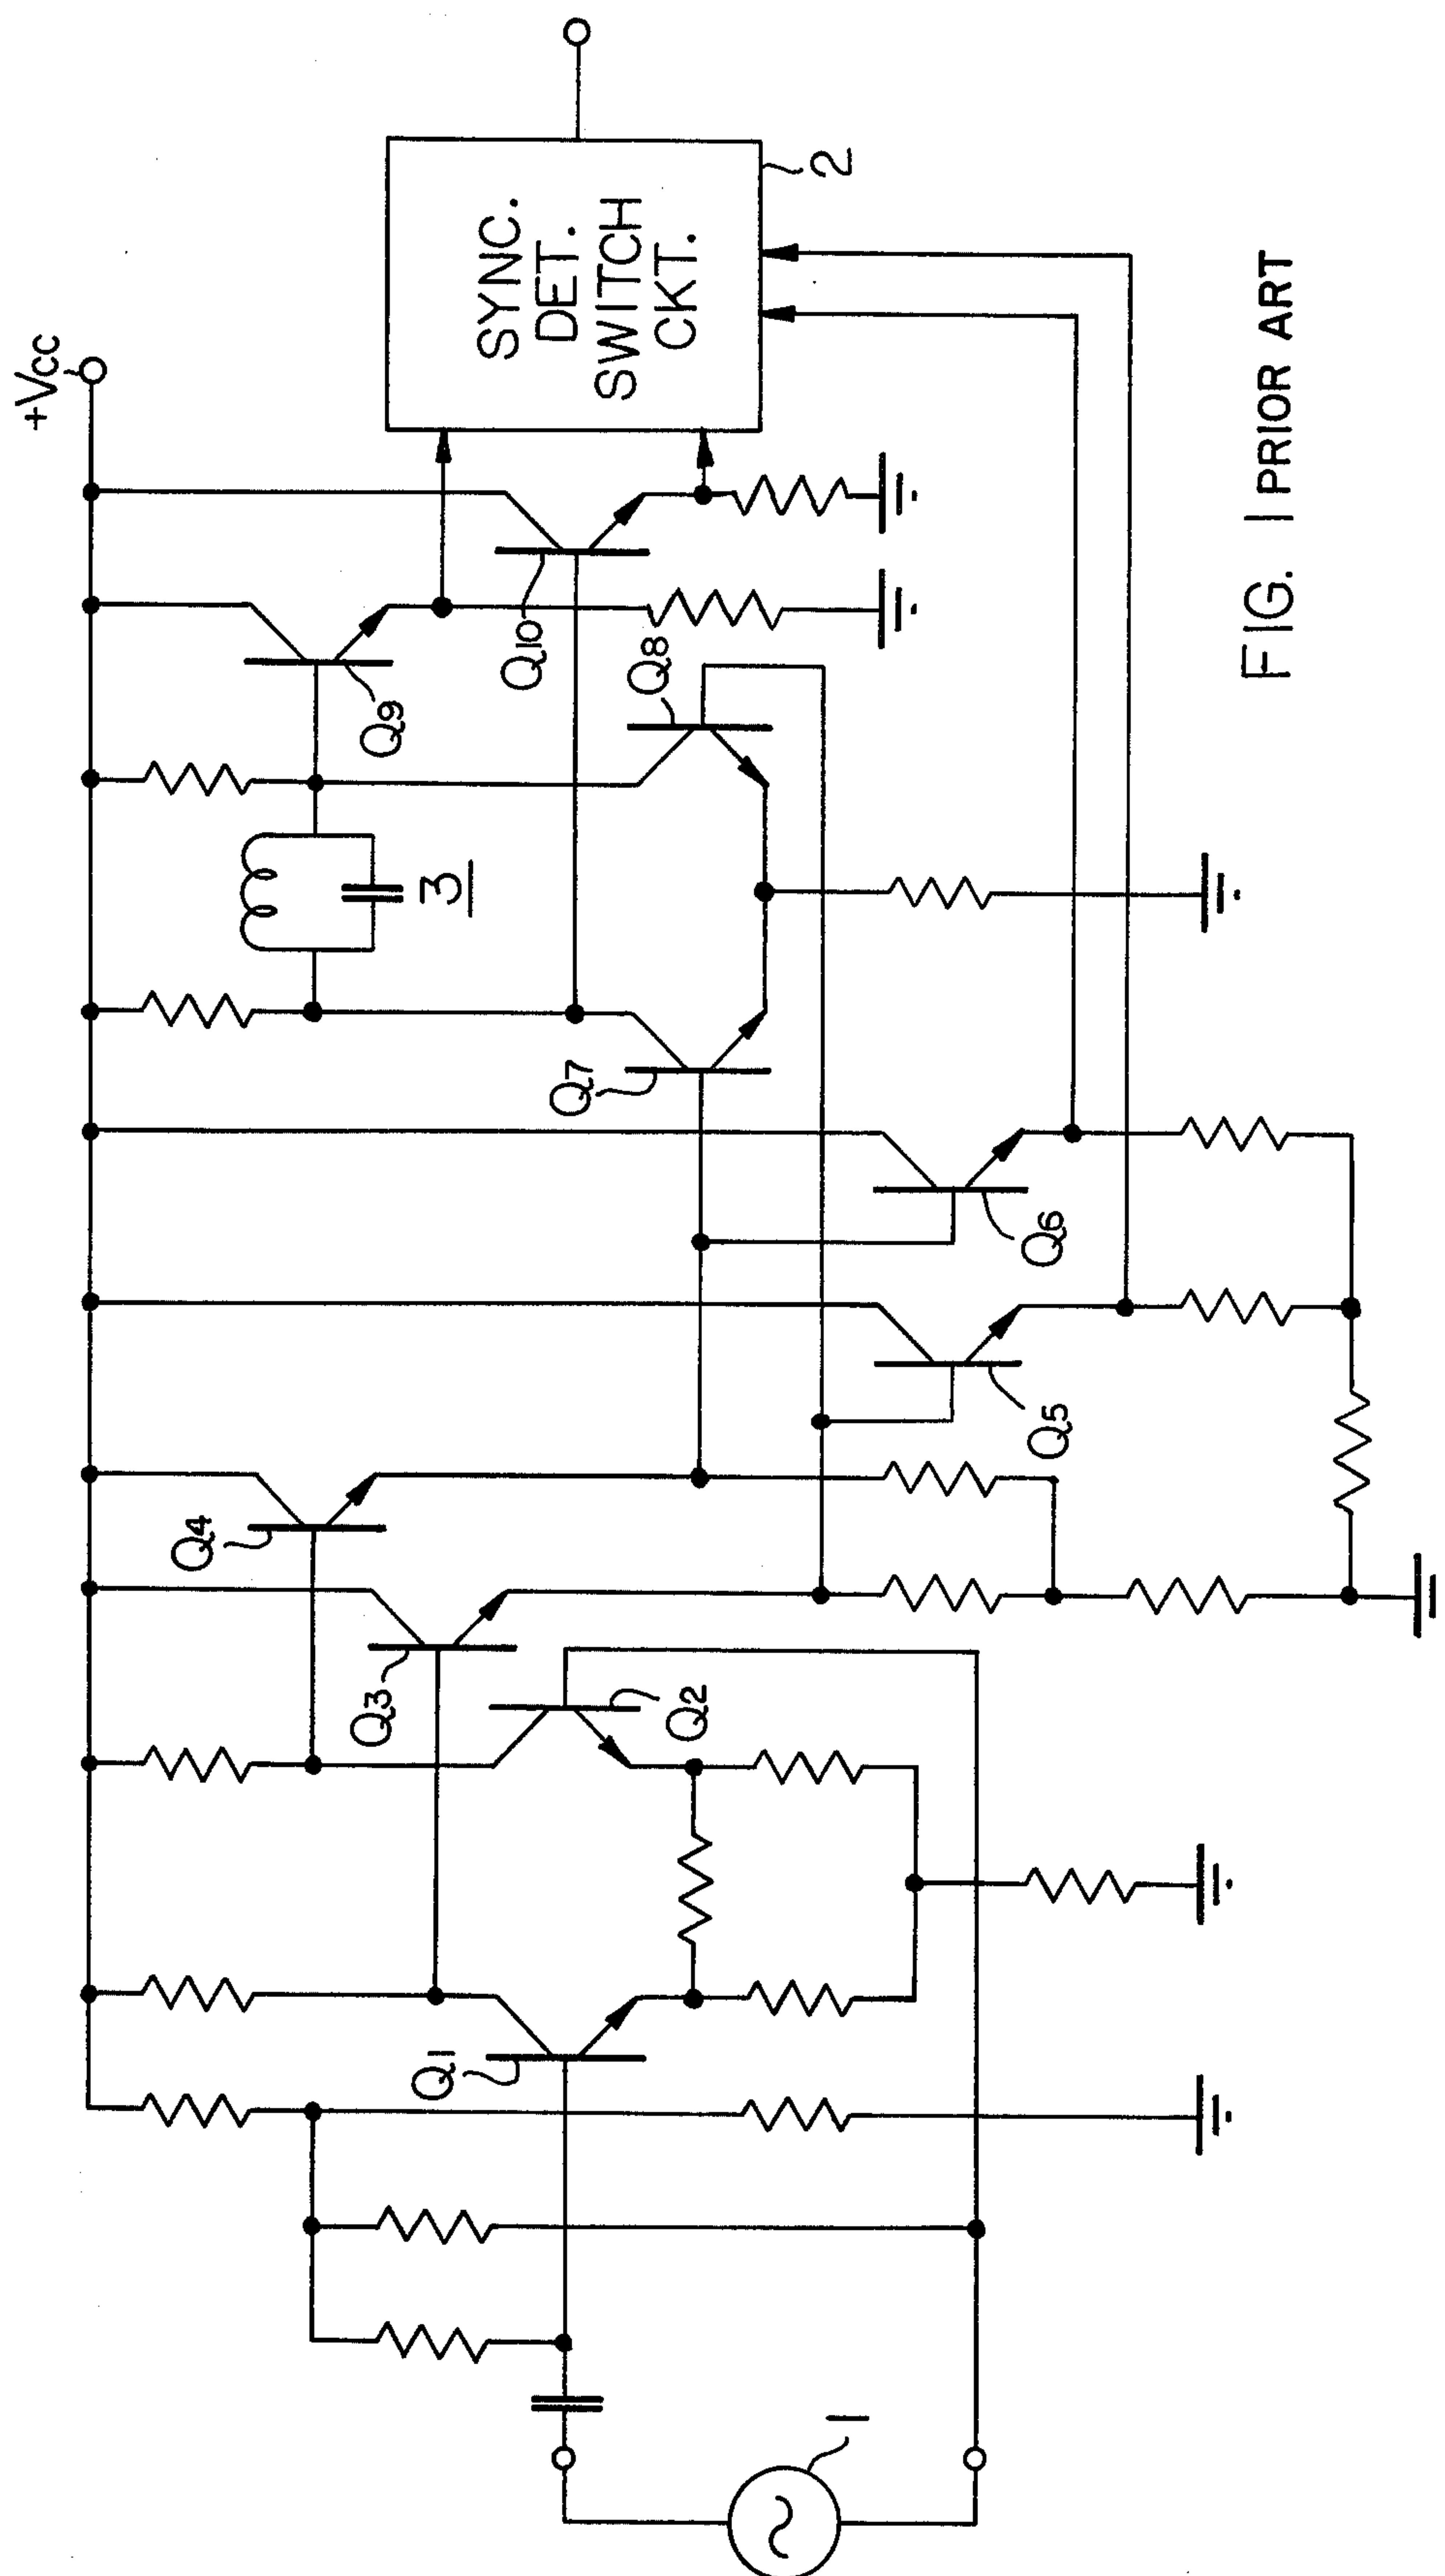 +Vcc
Q4
Q3
Q1
Q2
Q5
Q6
Q7
3
Q8
Q9
Q10
SYNC.
DET.
SWITCH
CKT.
2
1
FIG. 1 PRIOR ART